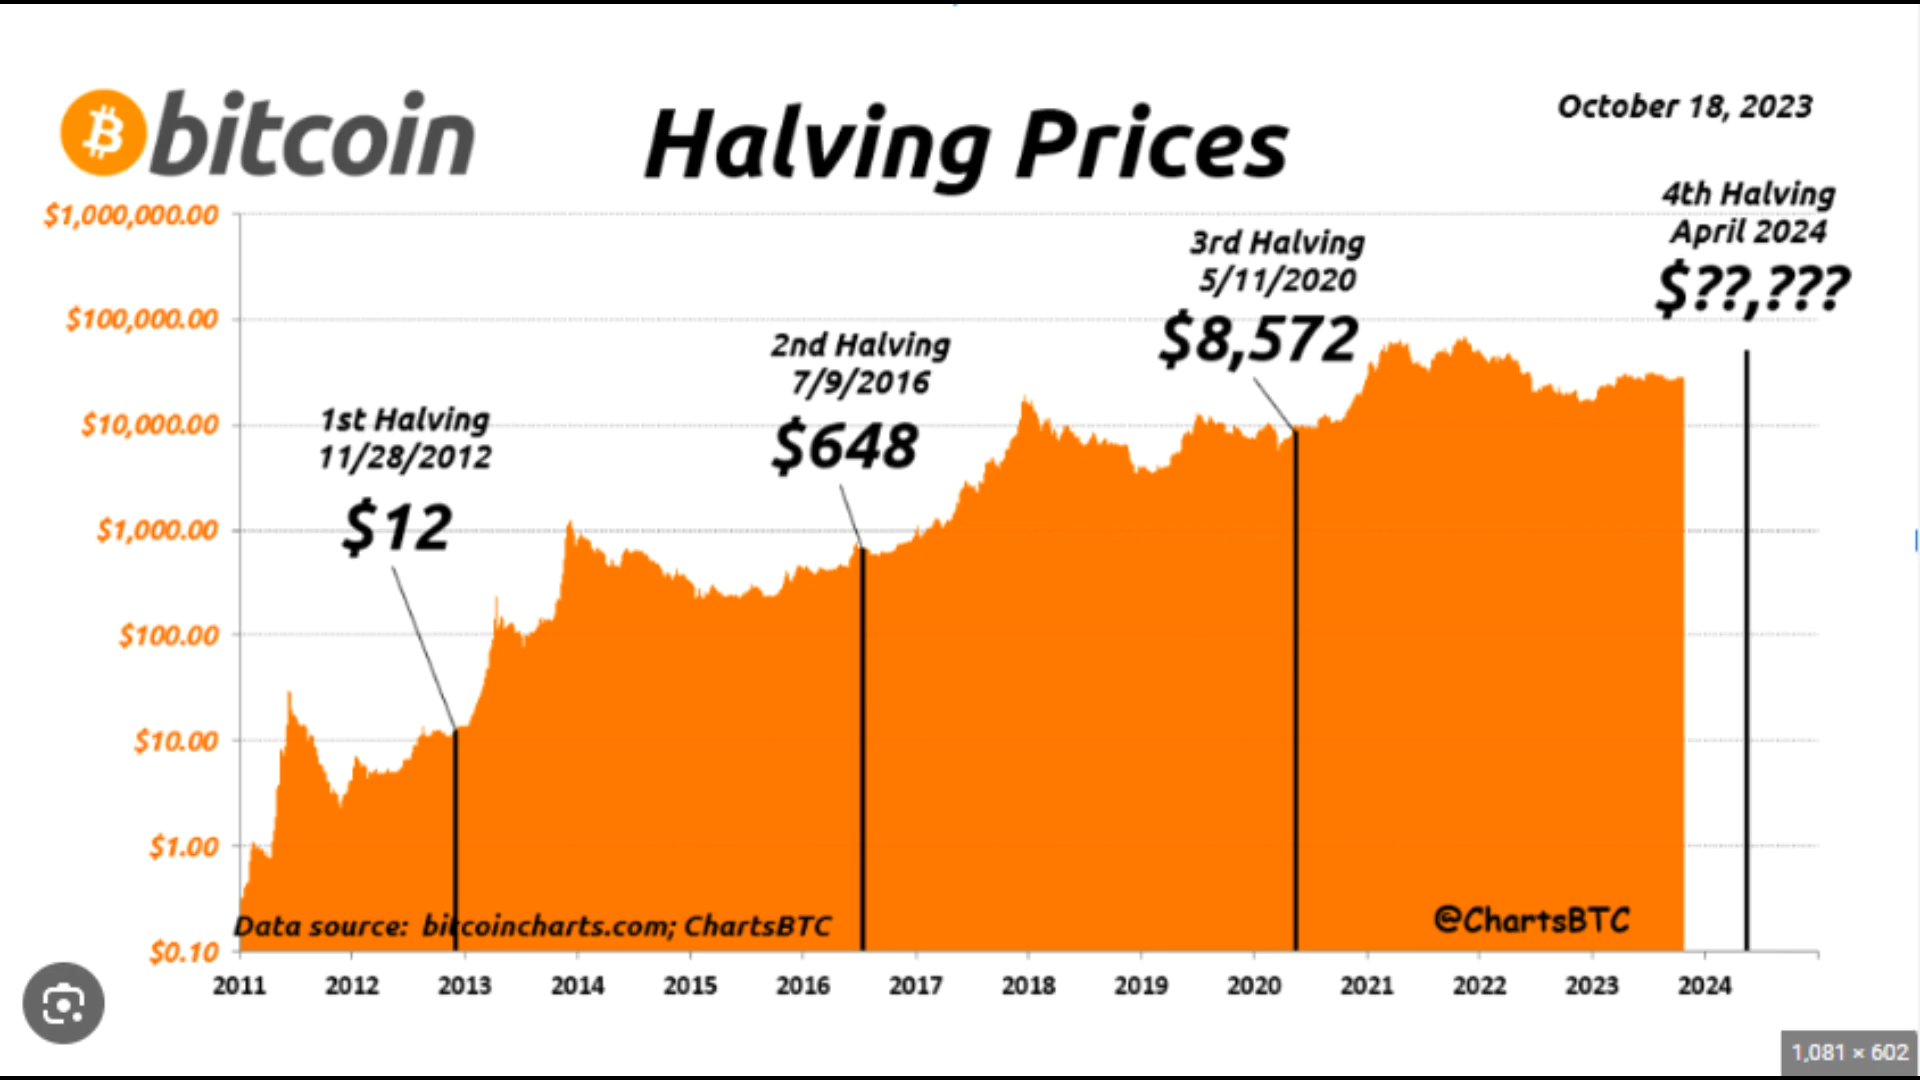 bitcoin
Halving Prices
October 18, 2023
4th Halving
April 2024
$??,???
3rd Halving
5/11/2020
$8,572
2nd Halving
7/9/2016
$648
1st Halving
11/28/2012
$12
$1,000,000.00
$100,000.00
$10,000.00
$1,000.00
$100.00
$10.00
$1.00
$0.10
Data source: bitcoincharts.com; ChartsBTC
@ChartsBTC
2011 2012 2013 2014 2015 2016 2017 2018 2019 2020 2021 2022 2023 2024
1,081 × 602